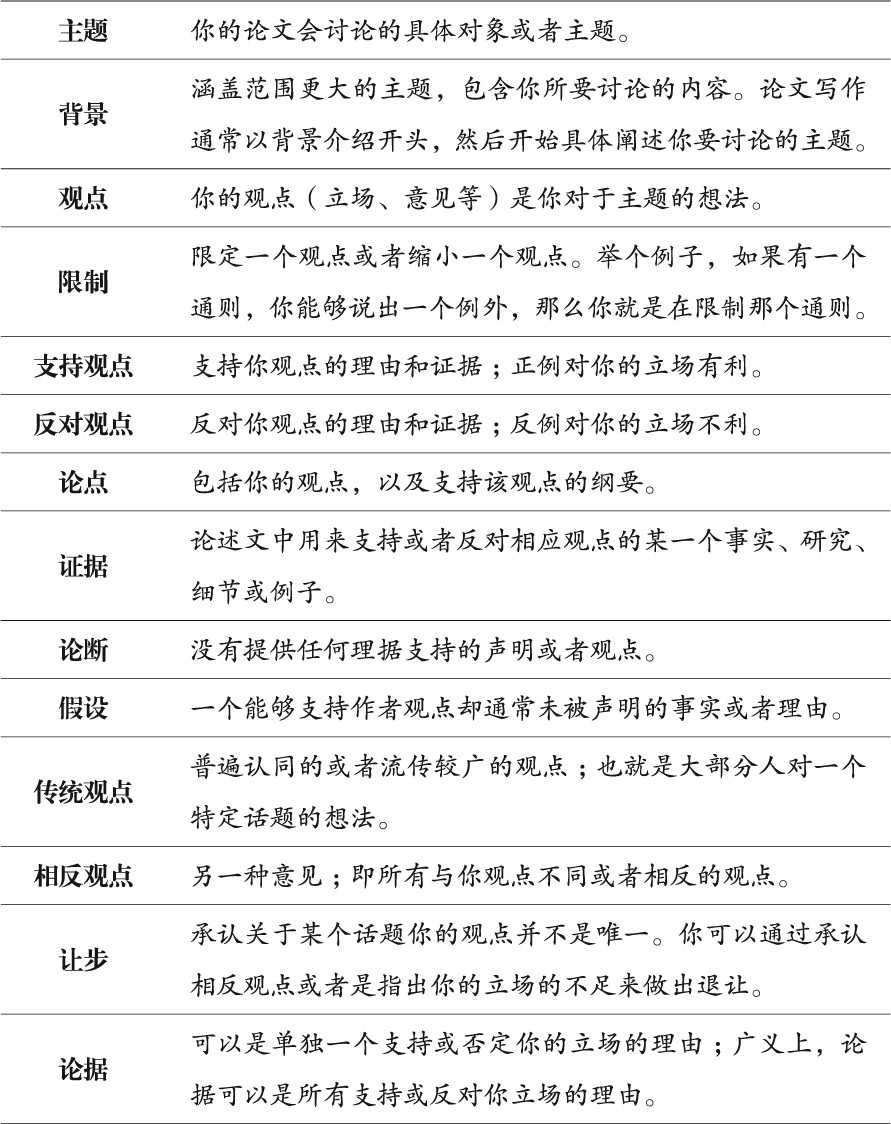 主题 你的论文会讨论的具体对象或者主题。
背景 涵盖范围更大的主题，包含你所要讨论的内容。论文写作
通常以背景介绍开头，然后开始具体阐述你要讨论的主题。
观点 你的观点（立场、意见等）是你对于主题的想法。
限制 限定一个观点或者缩小一个观点。举个例子，如果有一个
通则，你能够说出一个例外，那么你就是在限制那个通则。
支持观点 支持你观点的理由和证据；正例对你的立场有利。
反对观点 反对你观点的理由和证据；反例对你的立场不利。
论点 包括你的观点，以及支持该观点的纲要。
证据 论述文中用来支持或者反对相应观点的某一个事实、研究、
细节或例子。
论断 没有提供任何理据支持的声明或者观点。
假设 一个能够支持作者观点却通常未被声明的事实或者理由。
传统观点 普遍认同的或者流传较广的观点；也就是大部分人对一个
特定话题的想法。
相反观点 另一种意见；即所有与你观点不同或者相反的观点。
让步 承认关于某个话题你的观点并不是唯一。你可以通过承认
相反观点或者是指出你的立场的不足来做出退让。
论据 可以是单独一个支持或否定你的立场的理由；广义上，论
据可以是所有支持或反对你立场的理由。